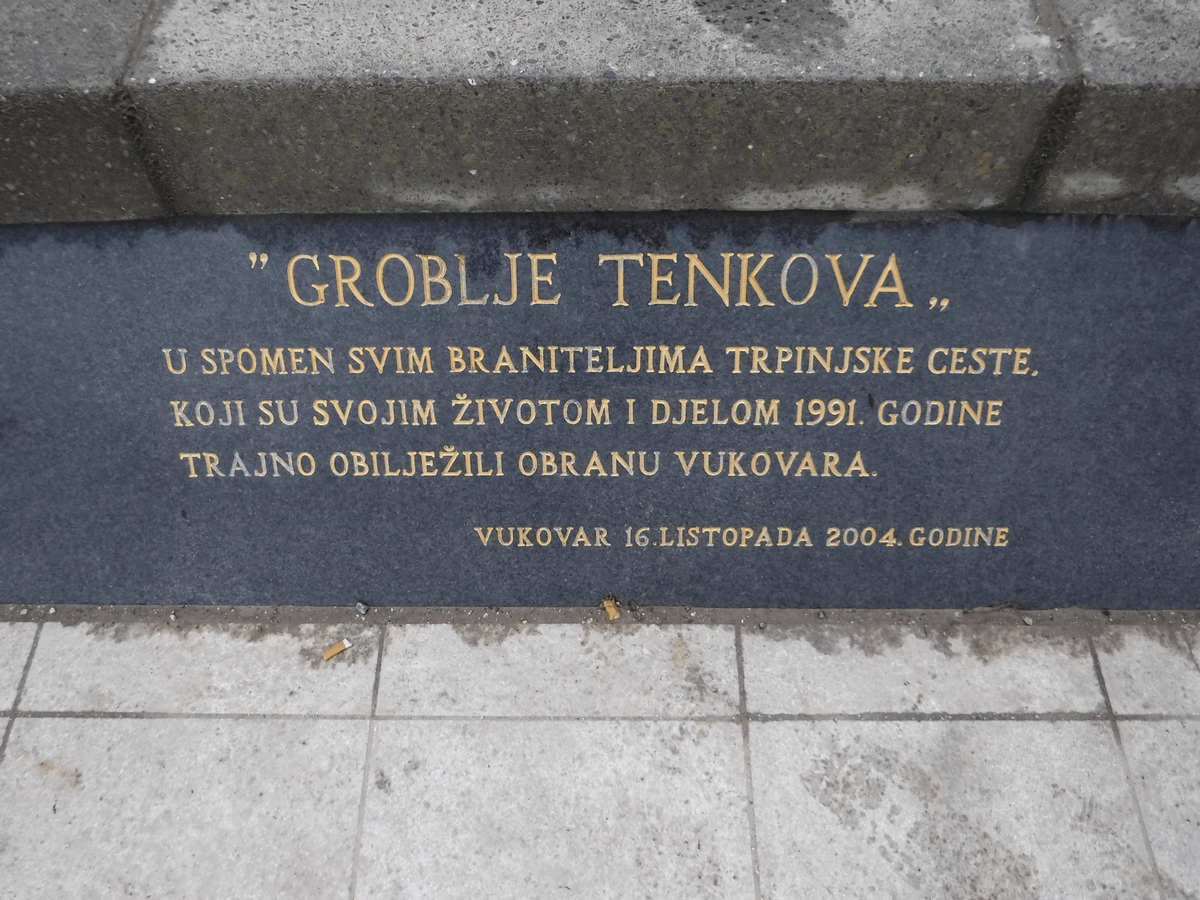 ”GROBLJE TENKOVA„
U SPOMEN SVIM BRANITELJIMA TRPINJSKE CESTE,
KOJI SU SVOJIM ŽIVOTOM I DJELOM 1991. GODINE
TRAJNO OBILJEŽILI OBRANU VUKOVARA.
VUKOVAR 16.LISTOPADA 2004. GODINE